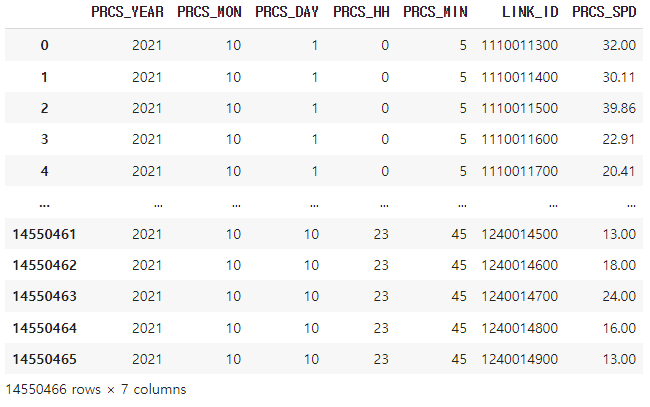 PRCS_YEAR PRCS_MON PRCS_DAY PRCS_HH PRCS_MIN LINK_ID PRCS_SPD
0 2021 10 1 0 5 1110011300 32.00
1 2021 10 1 0 5 1110011400 30.11
2 2021 10 1 0 5 1110011500 39.86
3 2021 10 1 0 5 1110011600 22.91
4 2021 10 1 0 5 1110011700 20.41
... ... ... ... ... ... ... ...
14550461 2021 10 10 23 45 1240014500 13.00
14550462 2021 10 10 23 45 1240014600 18.00
14550463 2021 10 10 23 45 1240014700 24.00
14550464 2021 10 10 23 45 1240014800 16.00
14550465 2021 10 10 23 45 1240014900 13.00
14550466 rows × 7 columns